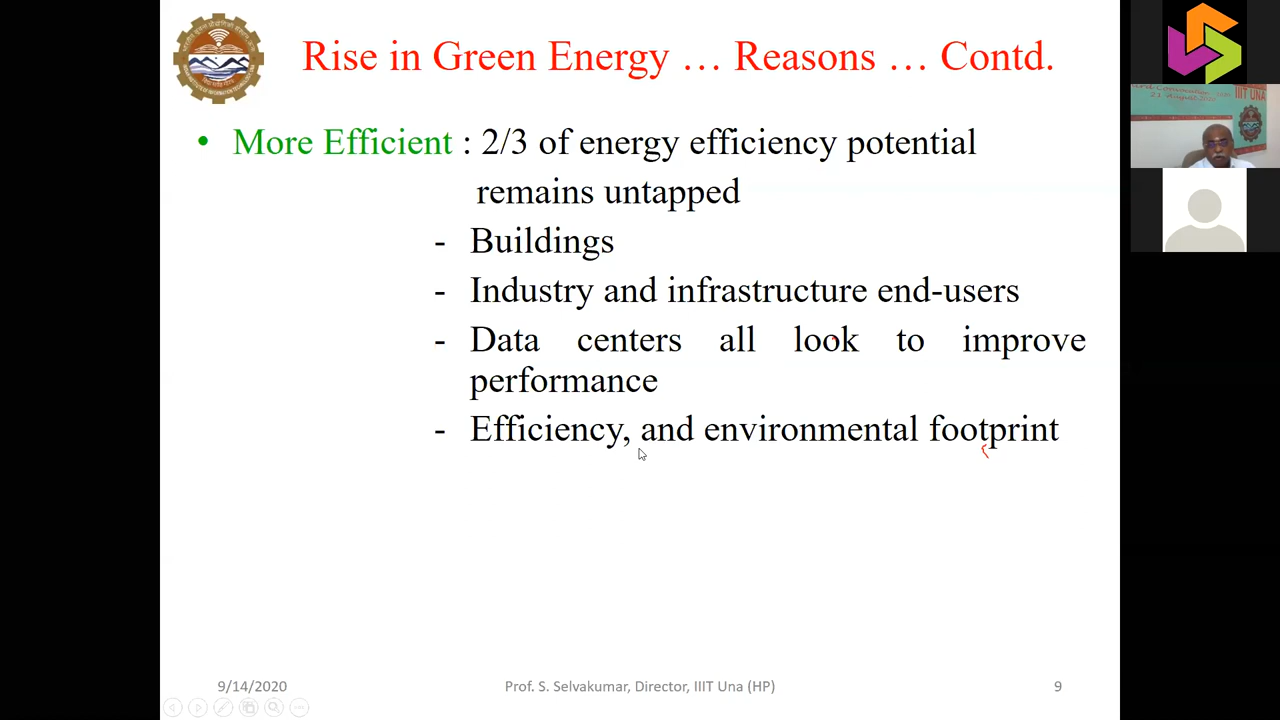 Rise in Green Energy … Reasons … Contd.
• More Efficient : 2/3 of energy efficiency potential
remains untapped
- Buildings
- Industry and infrastructure end-users
- Data centers all look to improve
performance
- Efficiency, and environmental footprint
9/14/2020
Prof. S. Selvakumar, Director, IIIT Una (HP)
9
IIIT UNA